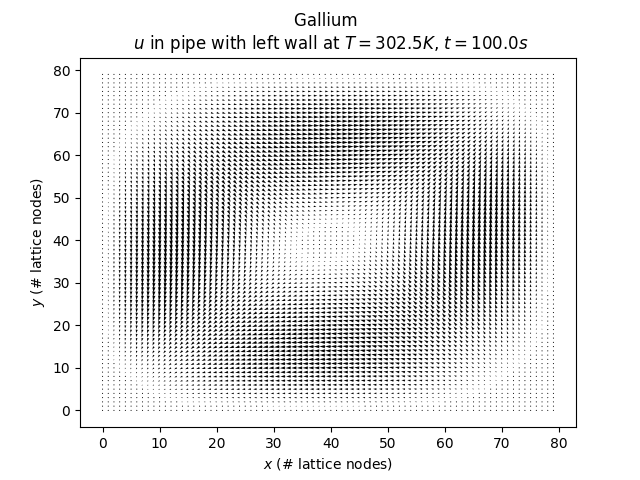 Gallium
u in pipe with left wall at T = 302.5K, t = 100.0s
80
70
60
50
40
30
20
10
0
y (# lattice nodes)
0 10 20 30 40 50 60 70 80
x (# lattice nodes)